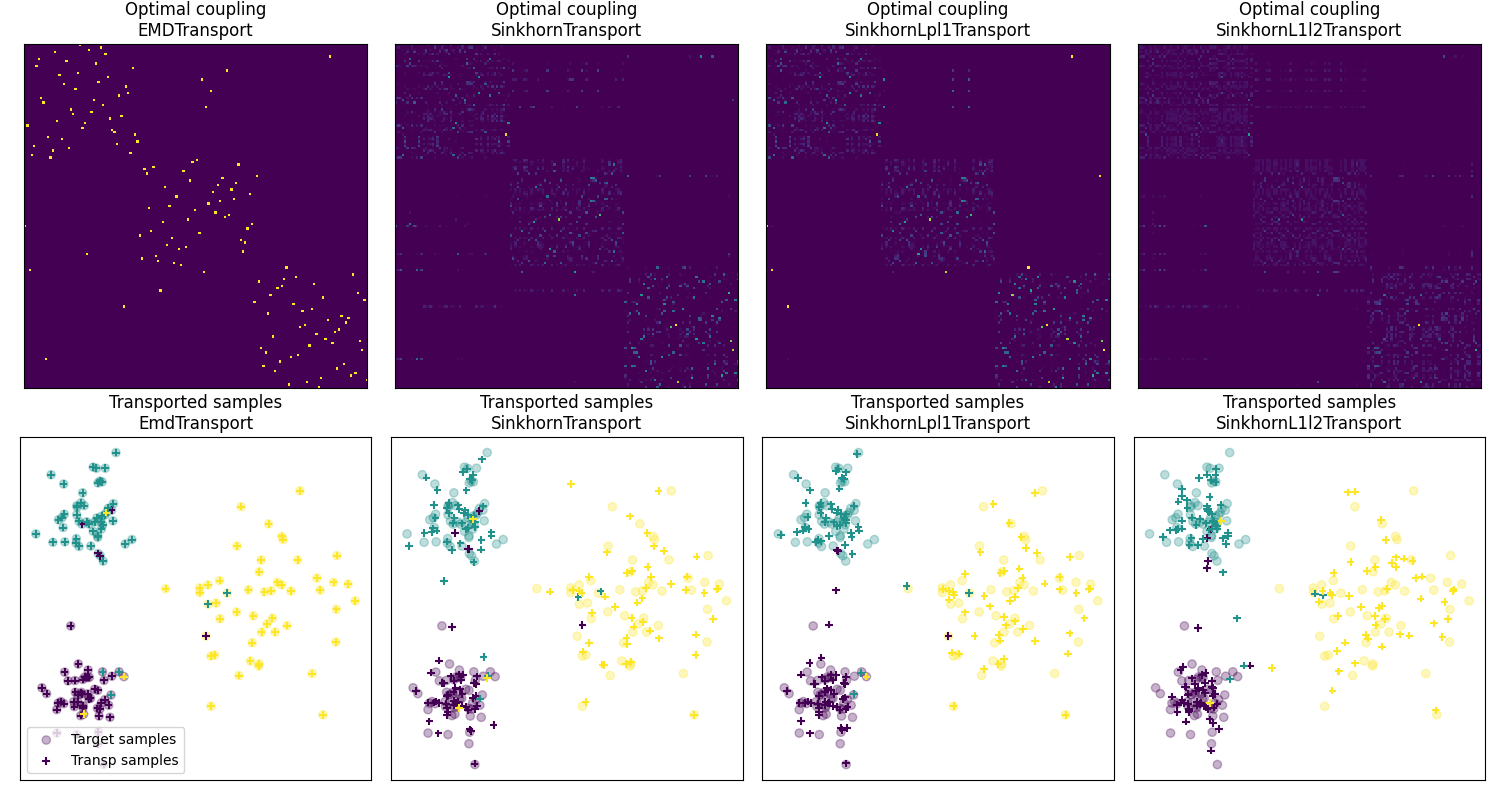 Optimal coupling
EMDTransport
Optimal coupling
SinkhornTransport
Optimal coupling
SinkhornLpl1Transport
Optimal coupling
SinkhornL1l2Transport
Transported samples
EmdTransport
Transported samples
SinkhornTransport
Transported samples
SinkhornLpl1Transport
Transported samples
SinkhornL1l2Transport
Target samples
Transp samples